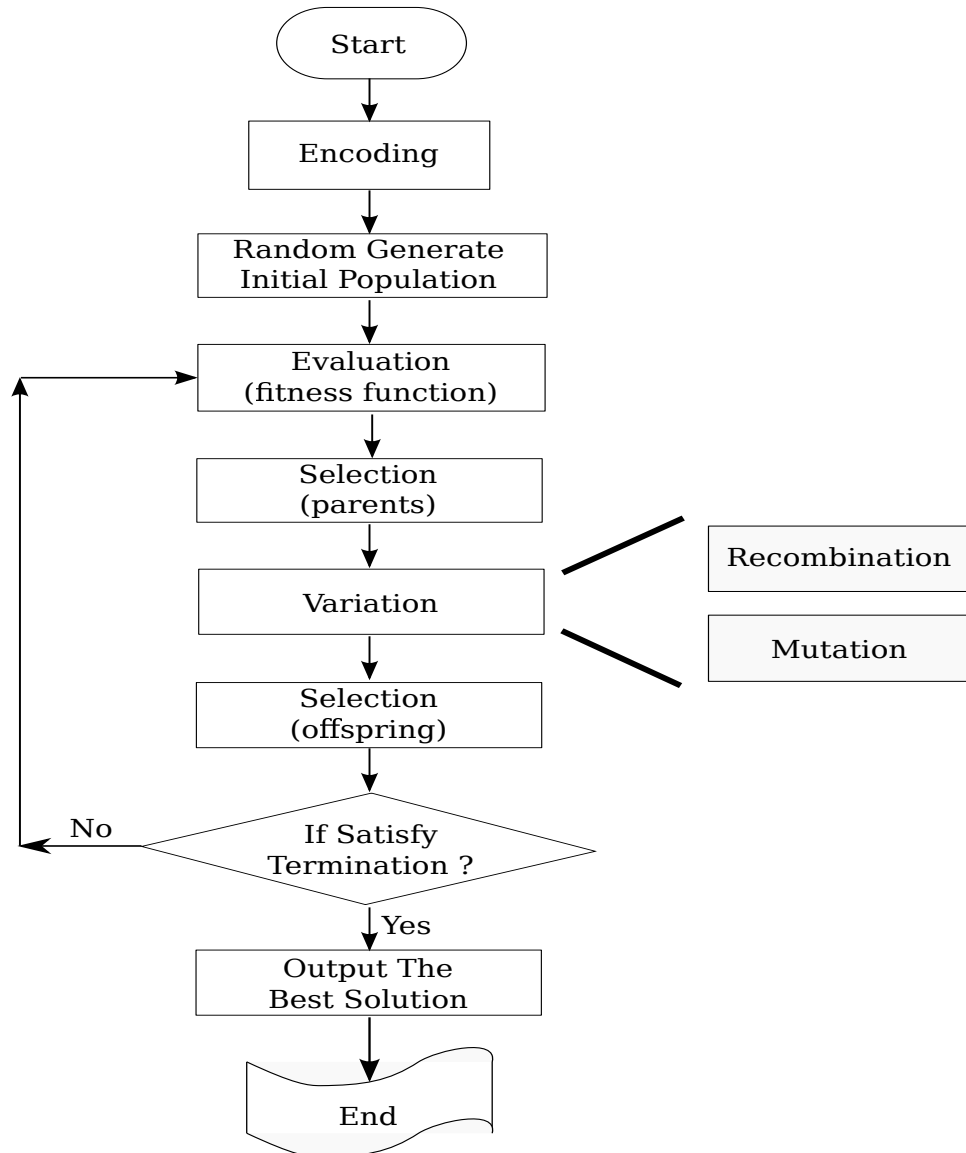 Start
Encoding
Random Generate
Initial Population
Evaluation
(fitness function)
Selection
(parents)
Variation
Recombination
Mutation
Selection
(offspring)
If Satisfy
Termination ?
No
Yes
Output The
Best Solution
End